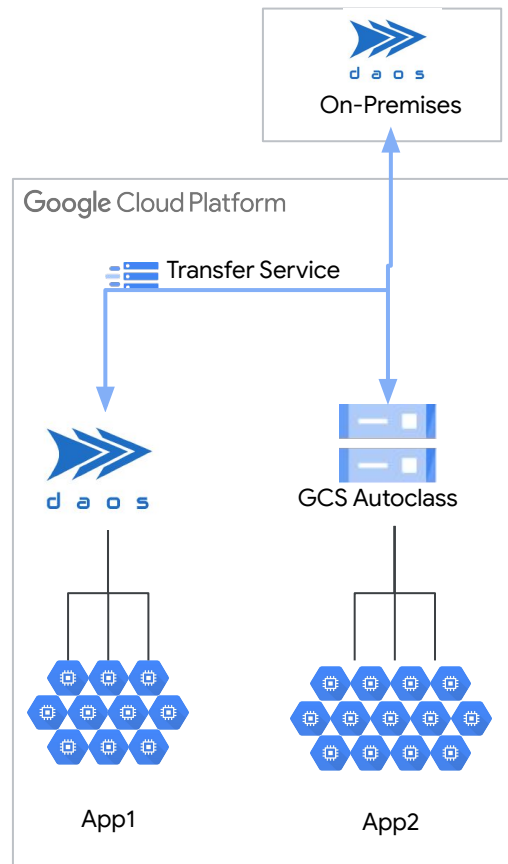 daos
On-Premises
Google Cloud Platform
Transfer Service
daos
GCS Autoclass
App1
App2